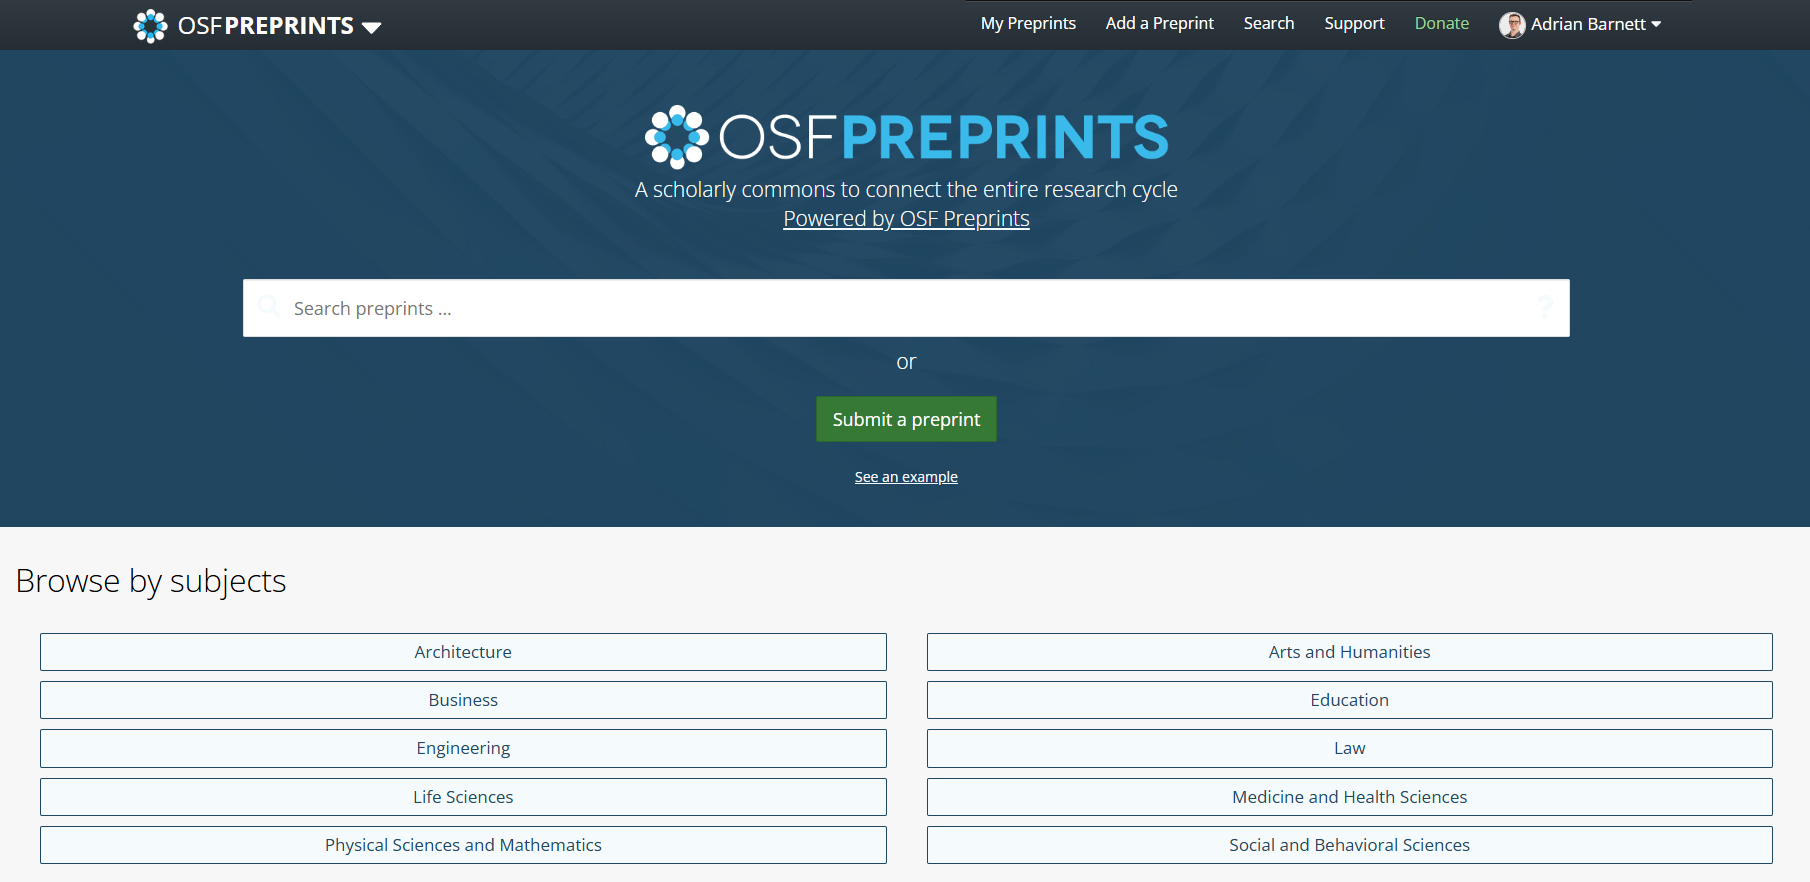 OSFPREPRINTS
My Preprints Add a Preprint Search Support Donate Adrian Barnett
OSFPREPRINTS
A scholarly commons to connect the entire research cycle
Powered by OSF Preprints
Search preprints ...
?
or
Submit a preprint
See an example
Browse by subjects
Architecture
Arts and Humanities
Business
Education
Engineering
Law
Life Sciences
Medicine and Health Sciences
Physical Sciences and Mathematics
Social and Behavioral Sciences